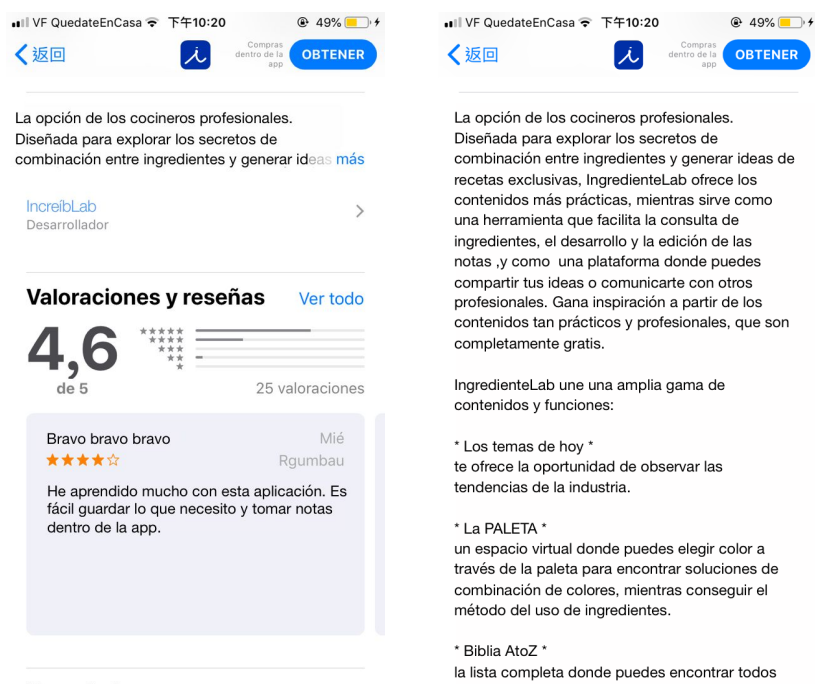 VF QuedateEnCasa 下午10:20 49%
返回
Compras
dentro de la
app
OBTENER
La opción de los cocineros profesionales.
Diseñada para explorar los secretos de
combinación entre ingredientes y generar ideas más
IncreíbLab
Desarrollador
Valoraciones y reseñas Ver todo
4,6
de 5
25 valoraciones
Bravo bravo bravo Mié
Rgumbau
He aprendido mucho con esta aplicación. Es
fácil guardar lo que necesito y tomar notas
dentro de la app.
VF QuedateEnCasa 下午10:20 49%
返回
Compras
dentro de la
app
OBTENER
La opción de los cocineros profesionales.
Diseñada para explorar los secretos de
combinación entre ingredientes y generar ideas de
recetas exclusivas, IngredienteLab ofrece los
contenidos más prácticas, mientras sirve como
una herramienta que facilita la consulta de
ingredientes, el desarrollo y la edición de las
notas ,y como una plataforma donde puedes
compartir tus ideas o comunicarte con otros
profesionales. Gana inspiración a partir de los
contenidos tan prácticos y profesionales, que son
completamente gratis.
IngredienteLab une una amplia gama de
contenidos y funciones:
* Los temas de hoy *
te ofrece la oportunidad de observar las
tendencias de la industria.
* La PALETA *
un espacio virtual donde puedes elegir color a
través de la paleta para encontrar soluciones de
combinación de colores, mientras conseguir el
método del uso de ingredientes.
* Biblia AtoZ *
la lista completa donde puedes encontrar todos